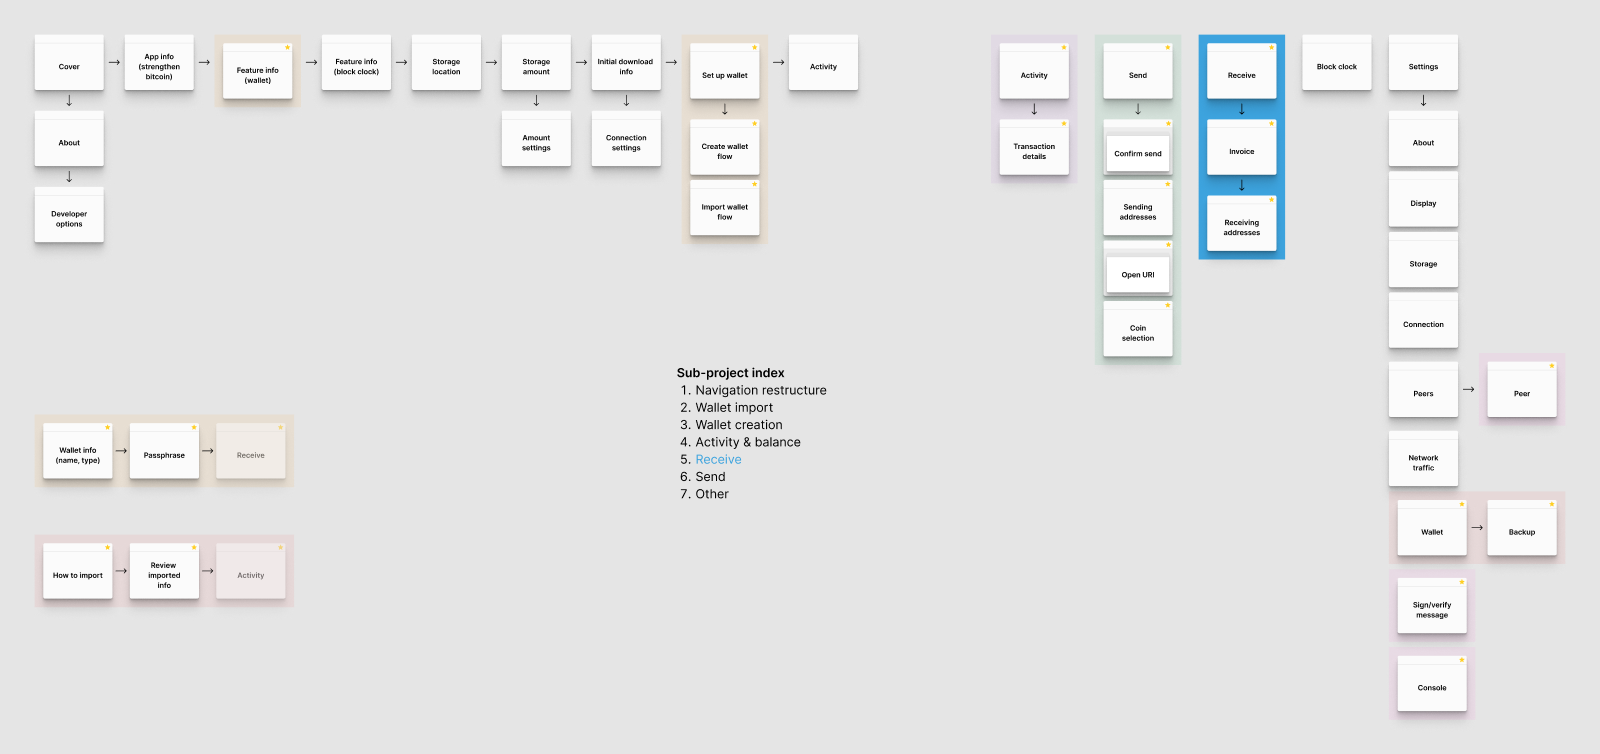 Cover
App info
(strengthen
bitcoin)
Feature info
(wallet)
Feature info
(block clock)
Storage
location
Storage
amount
Initial download
info
Set up wallet
Activity
About
Developer
options
Amount
settings
Connection
settings
Create wallet
flow
Import wallet
flow
Activity
Transaction
details
Send
Confirm send
Sending
addresses
Open URI
Coin
selection
Receive
Invoice
Receiving
addresses
Block clock
Settings
About
Display
Storage
Connection
Peers
Peer
Network
traffic
Wallet
Backup
Sign/verify
message
Console
Sub-project index
1. Navigation restructure
2. Wallet import
3. Wallet creation
4. Activity & balance
5. Receive
6. Send
7. Other
Wallet info
(name, type)
Passphrase
Receive
How to import
Review
imported
info
Activity